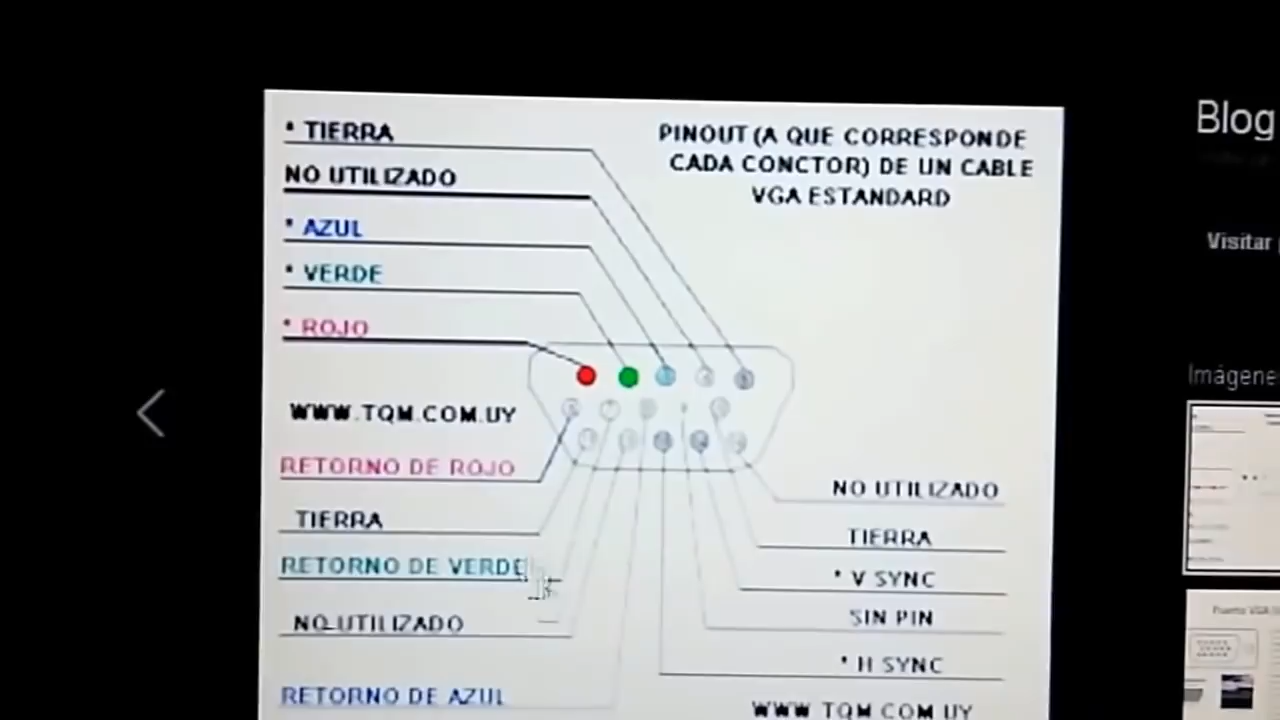 * TIERRA
NO UTILIZADO
* AZUL
* VERDE
* ROJO
WWW.TQM.COM.UY
RETORNO DE ROJO
TIERRA
RETORNO DE VERDE
NO UTILIZADO
RETORNO DE AZUL
PINOUT (A QUE CORRESPONDE
CADA CONCTOR) DE UN CABLE
VGA ESTANDARD
NO UTILIZADO
TIERRA
* V SYNC
SIN PIN
* H SYNC
WWW TQM COM UY
Blog
Visitar
Imágene
Puerto VGA